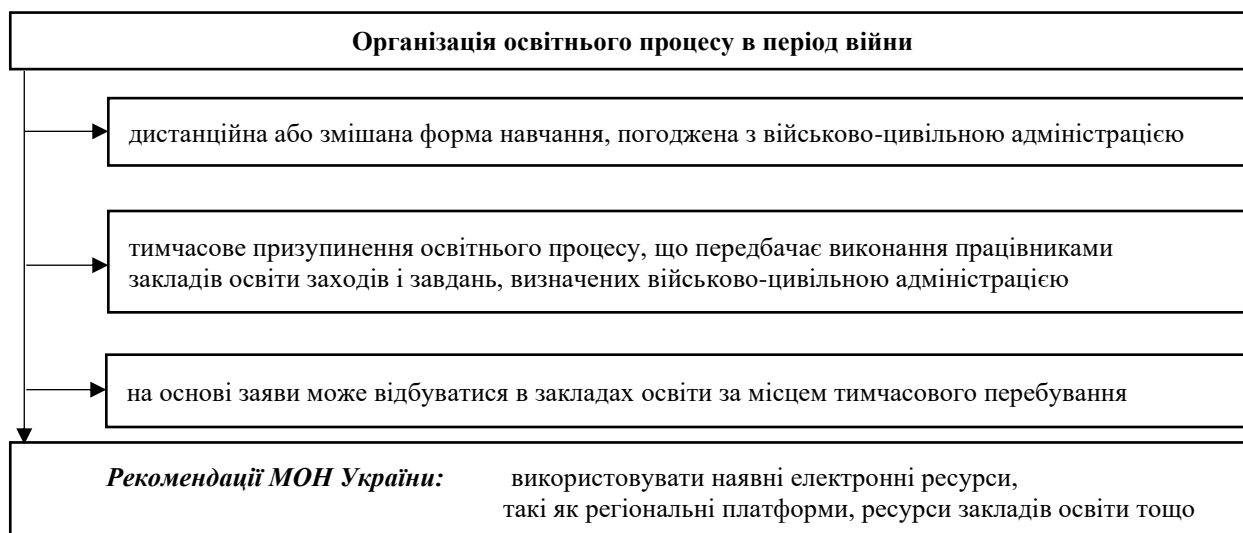 Організація освітнього процесу в період війни
дистанційна або змішана форма навчання, погоджена з військово-цивільною адміністрацією
тимчасове призупинення освітнього процесу, що передбачає виконання працівниками
закладів освіти заходів і завдань, визначених військово-цивільною адміністрацією
на основі заяви може відбуватися в закладах освіти за місцем тимчасового перебування
Рекомендації МОН України: використовувати наявні електронні ресурси,
такі як регіональні платформи, ресурси закладів освіти тощо